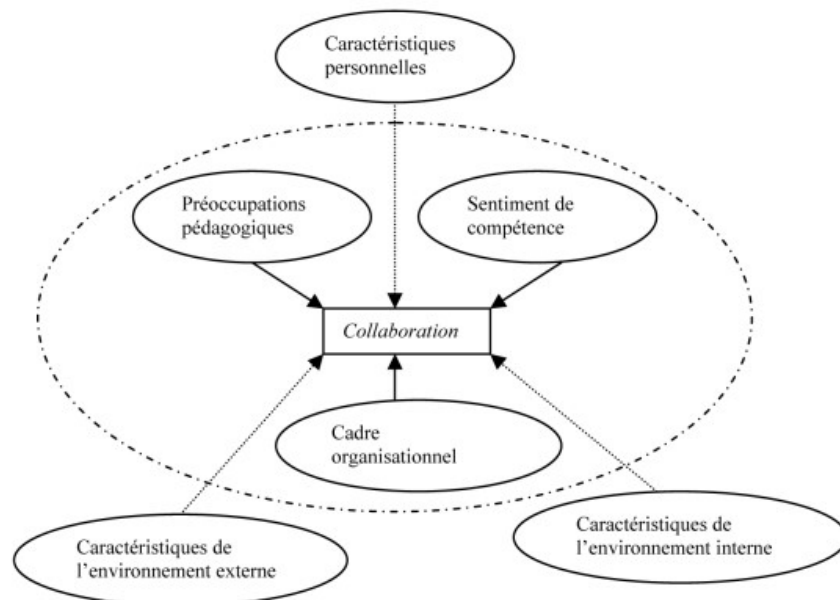 Caractéristiques
personnelles
Préoccupations
pédagogiques
Sentiment de
compétence
Collaboration
Cadre
organisationnel
Caractéristiques de
l’environnement externe
Caractéristiques de
l’environnement interne